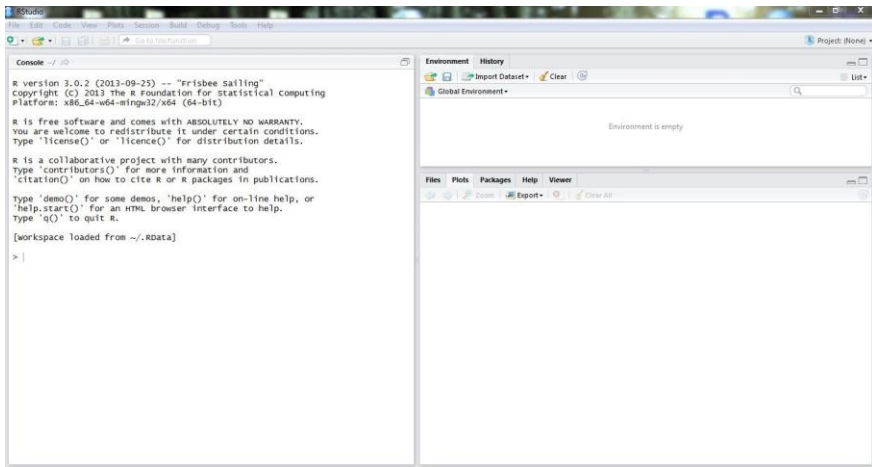 RStudio
File Edit Code View Plots Session Build Debug Tools Help
Go to file/function
Project: (None)
Console ~/
R version 3.0.2 (2013-09-25) -- "Frisbee Sailing"
Copyright (C) 2013 The R Foundation for Statistical Computing
Platform: x86_64-w64-mingw32/x64 (64-bit)
R is free software and comes with ABSOLUTELY NO WARRANTY.
You are welcome to redistribute it under certain conditions.
Type 'license()' or 'licence()' for distribution details.
R is a collaborative project with many contributors.
Type 'contributors()' for more information and
'citation()' on how to cite R or R packages in publications.
Type 'demo()' for some demos, 'help()' for on-line help, or
'help.start()' for an HTML browser interface to help.
Type 'q()' to quit R.
[Workspace loaded from ~/.RData]
>
Environment History
Import Dataset Clear
List
Global Environment
Environment is empty
Files Plots Packages Help Viewer
Zoom Export Clear All